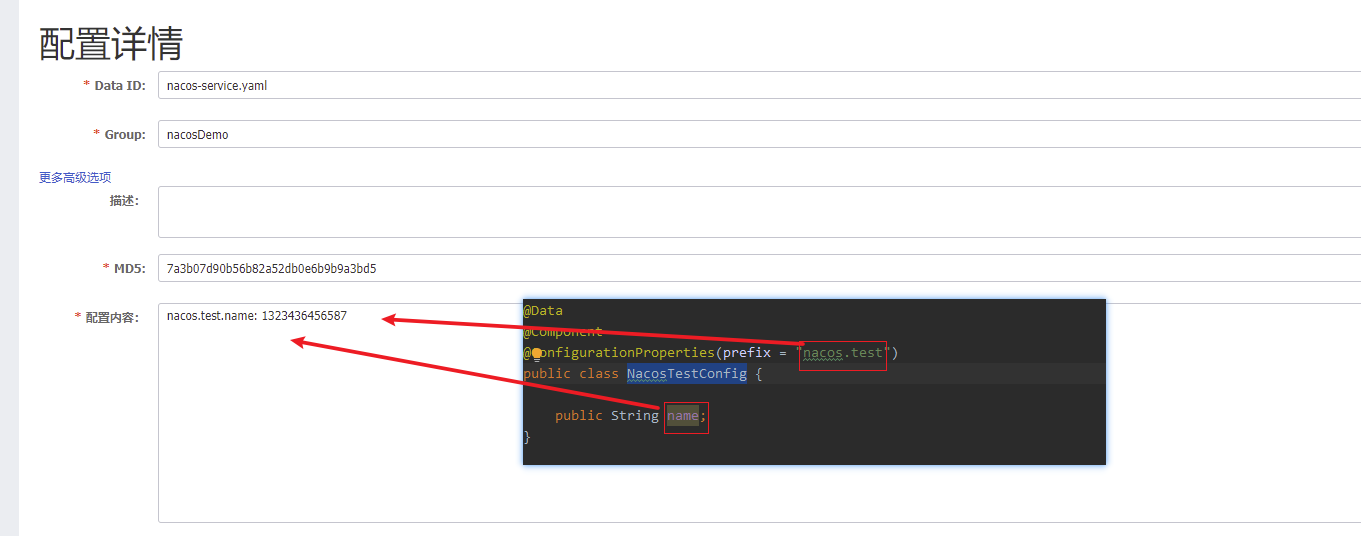 配置详情
* Data ID: nacos-service.yaml
* Group: nacosDemo
更多高级选项
描述:
* MD5: 7a3b07d90b56b82a52db0e6b9b9a3bd5
* 配置内容: nacos.test.name: 1323436456587
@Data
@Component
@ConfigurationProperties(prefix = "nacos.test")
public class NacosTestConfig {
public String name;
}